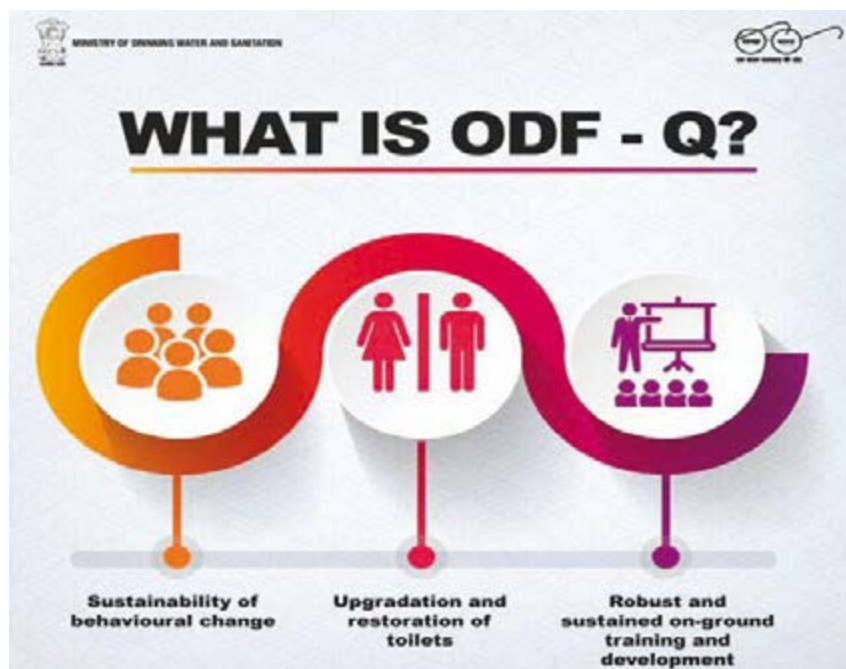 MINISTRY OF DRINKING WATER AND SANITATION
WHAT IS ODF - Q?
Sustainability of
behavioural change
Upgradation and
restoration of
toilets
Robust and
sustained on-ground
training and
development